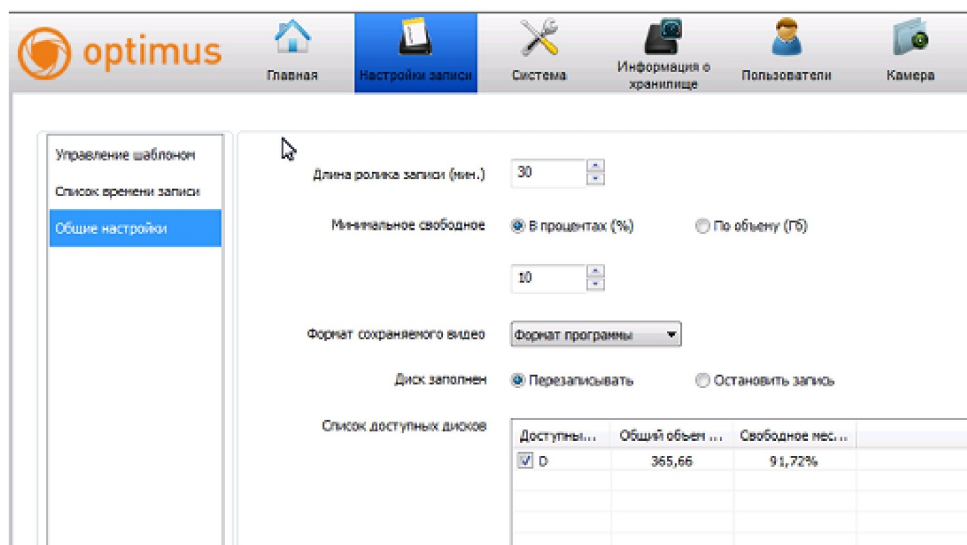 optimus
Главная
Настройки записи
Система
Информация о
хранилище
Пользователи
Камера
Управление шаблоном
Список времени записи
Общие настройки
Длина ролика записи (мин.)
30
Минимальное свободное
В процентах (%)
По объему (Гб)
10
Формат сохраняемого видео
Формат программы
Диск заполнен
Перезаписывать
Остановить запись
Список доступных дисков
Доступны... Общий объем ... Свободное мес...
D 365,66 91,72%